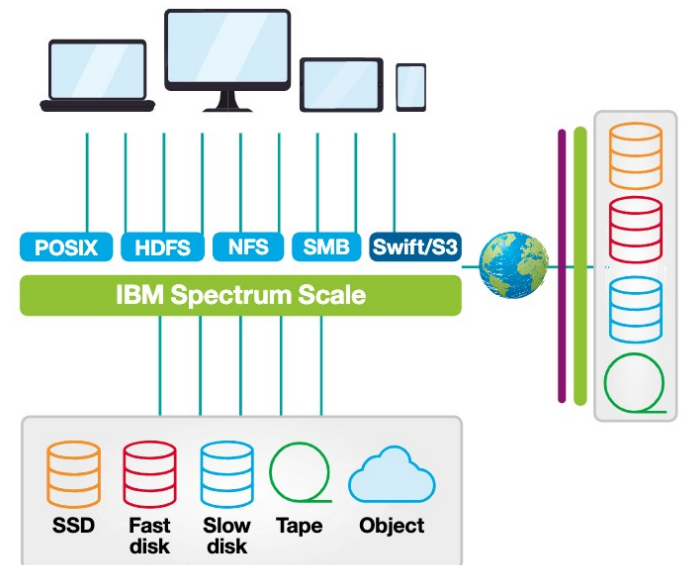 POSIX HDFS NFS SMB Swift/S3
IBM Spectrum Scale
SSD Fast disk Slow disk Tape Object